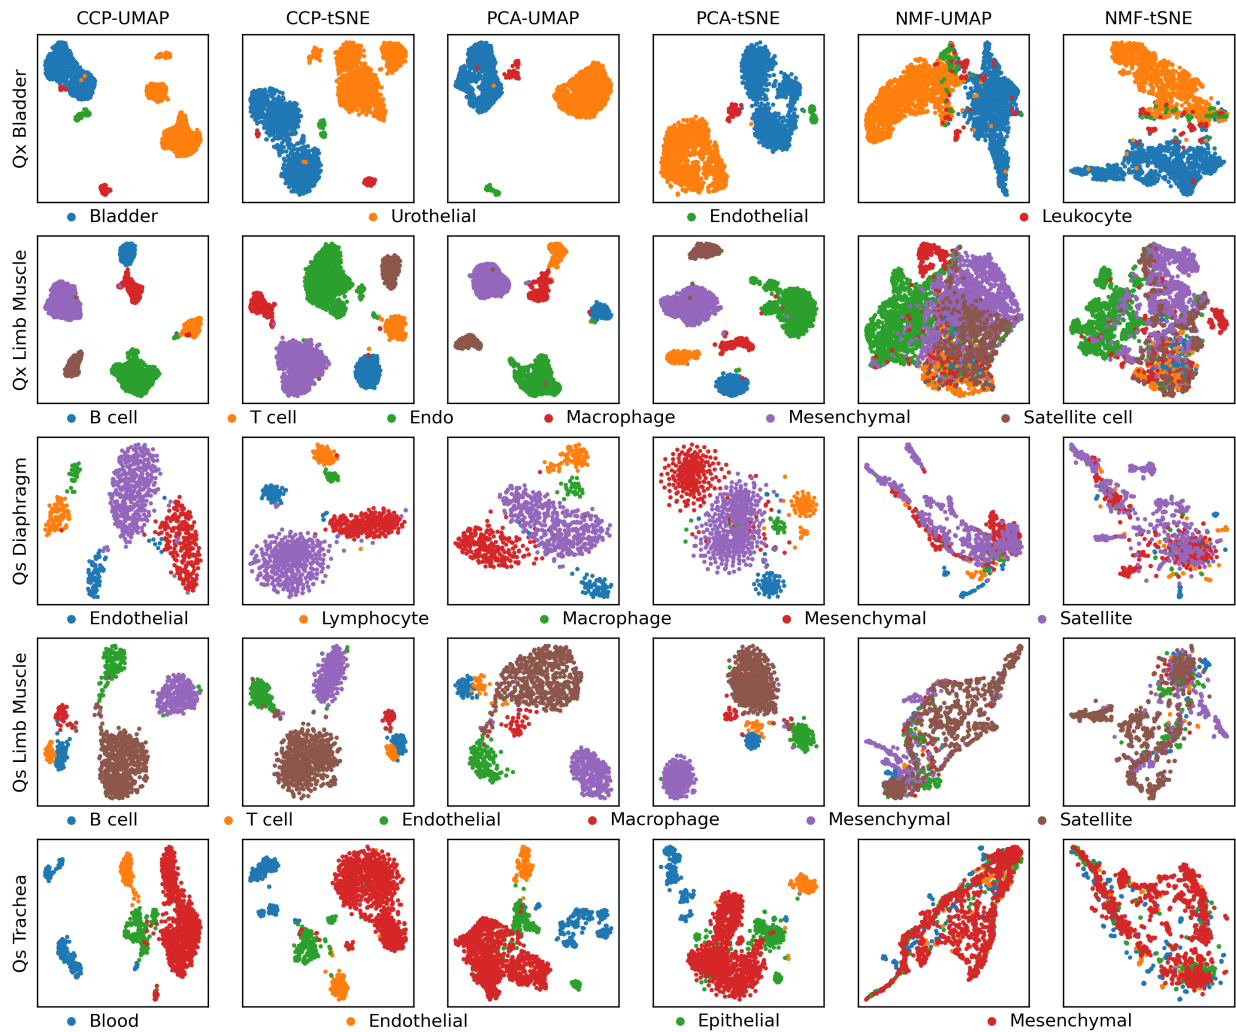 CCP-UMAP CCP-tSNE PCA-UMAP PCA-tSNE NMF-UMAP NMF-tSNE
Qx Bladder
Bladder Urothelial Endothelial Leukocyte
Qx Limb Muscle
B cell T cell Endo Macrophage Mesenchymal Satellite cell
Qs Diaphragm
Endothelial Lymphocyte Macrophage Mesenchymal Satellite
Qs Limb Muscle
B cell T cell Endothelial Macrophage Mesenchymal Satellite
Qs Trachea
Blood Endothelial Epithelial Mesenchymal